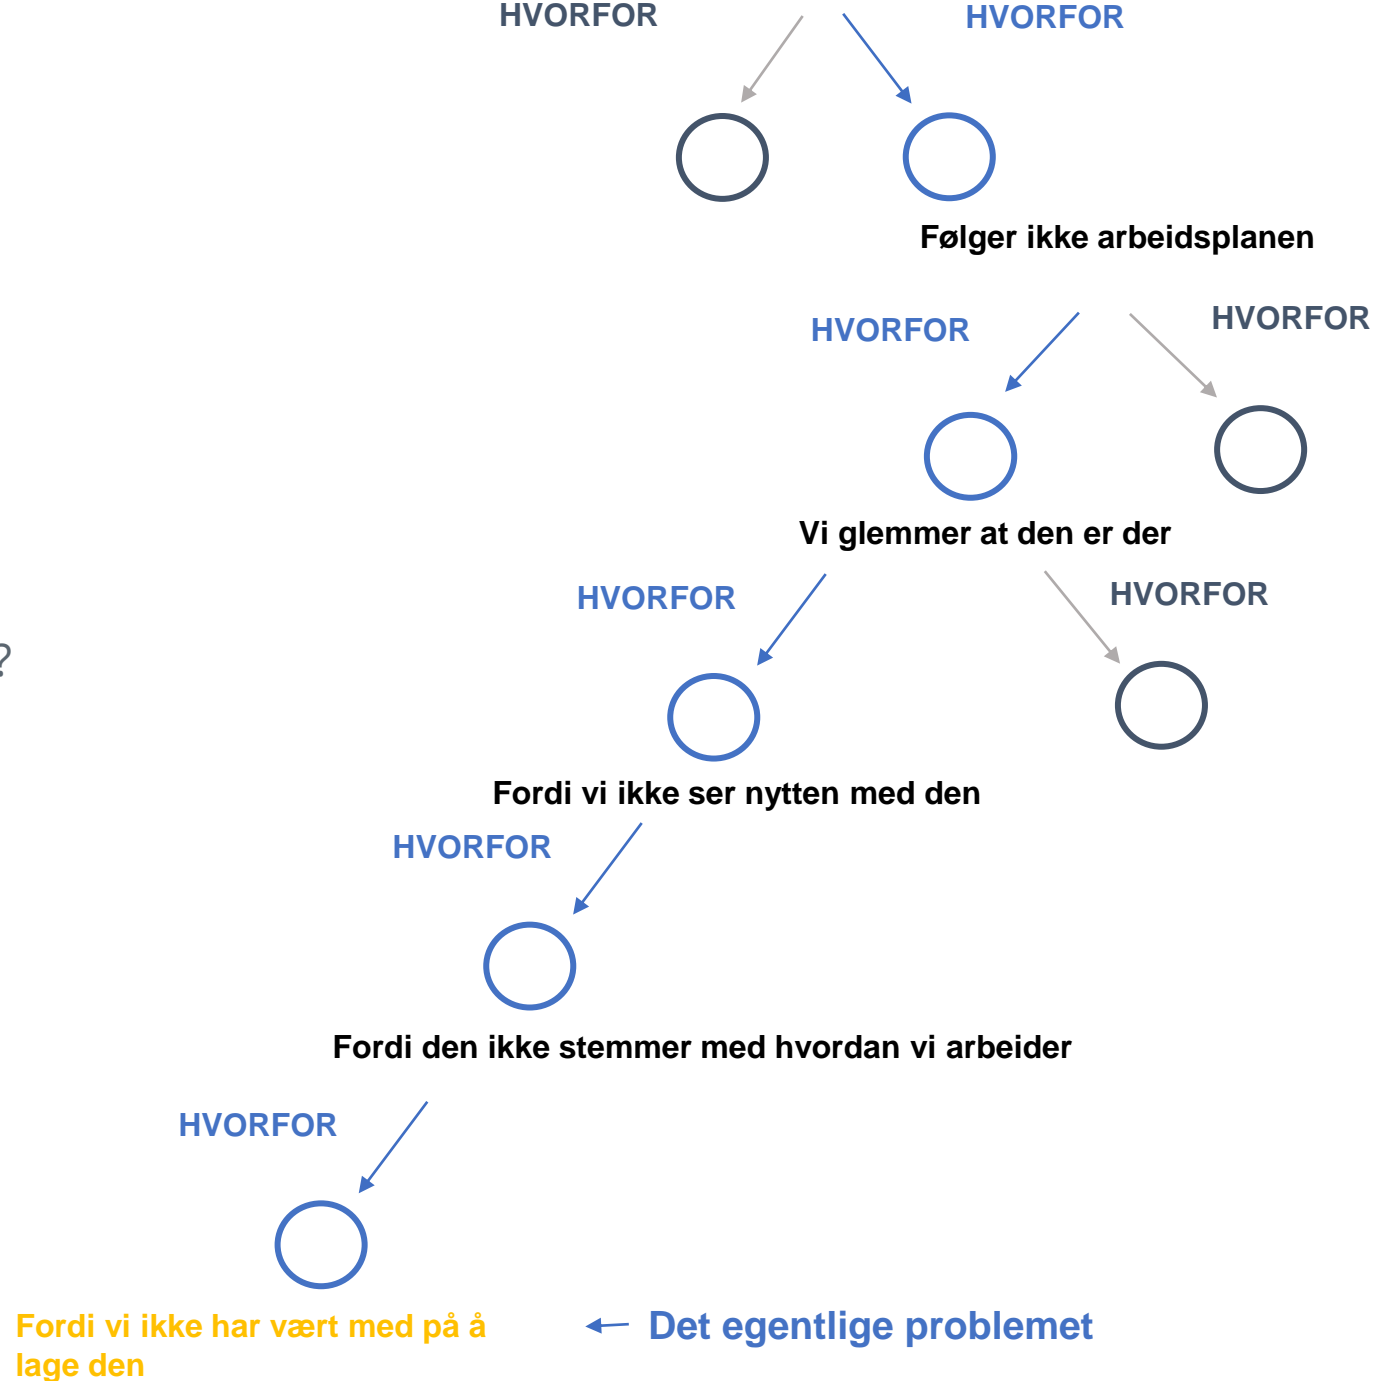 HVORFOR
HVORFOR
Følger ikke arbeidsplanen
HVORFOR
HVORFOR
Vi glemmer at den er der
HVORFOR
HVORFOR
?
Fordi vi ikke ser nytten med den
HVORFOR
Fordi den ikke stemmer med hvordan vi arbeider
HVORFOR
Fordi vi ikke har vært med på å
lage den
Det egentlige problemet